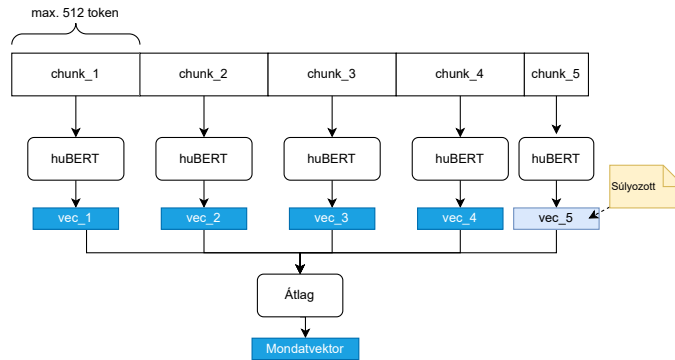 max. 512 token
chunk_1 chunk_2 chunk_3 chunk_4 chunk_5
huBERT huBERT huBERT huBERT huBERT
Súlyozott
vec_1 vec_2 vec_3 vec_4 vec_5
Átlag
Mondatvektor